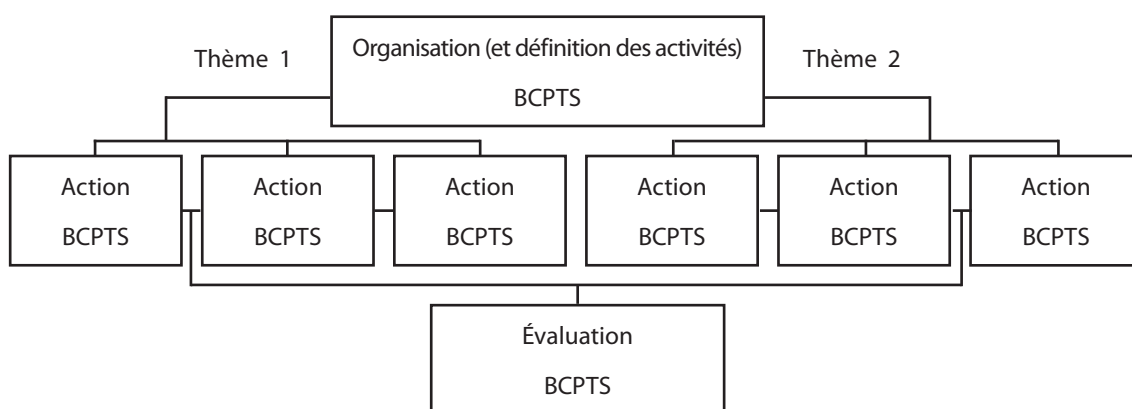 Organisation (et définition des activités)
BCPTS
Thème 1
Thème 2
Action
BCPTS
Action
BCPTS
Action
BCPTS
Action
BCPTS
Action
BCPTS
Action
BCPTS
Évaluation
BCPTS